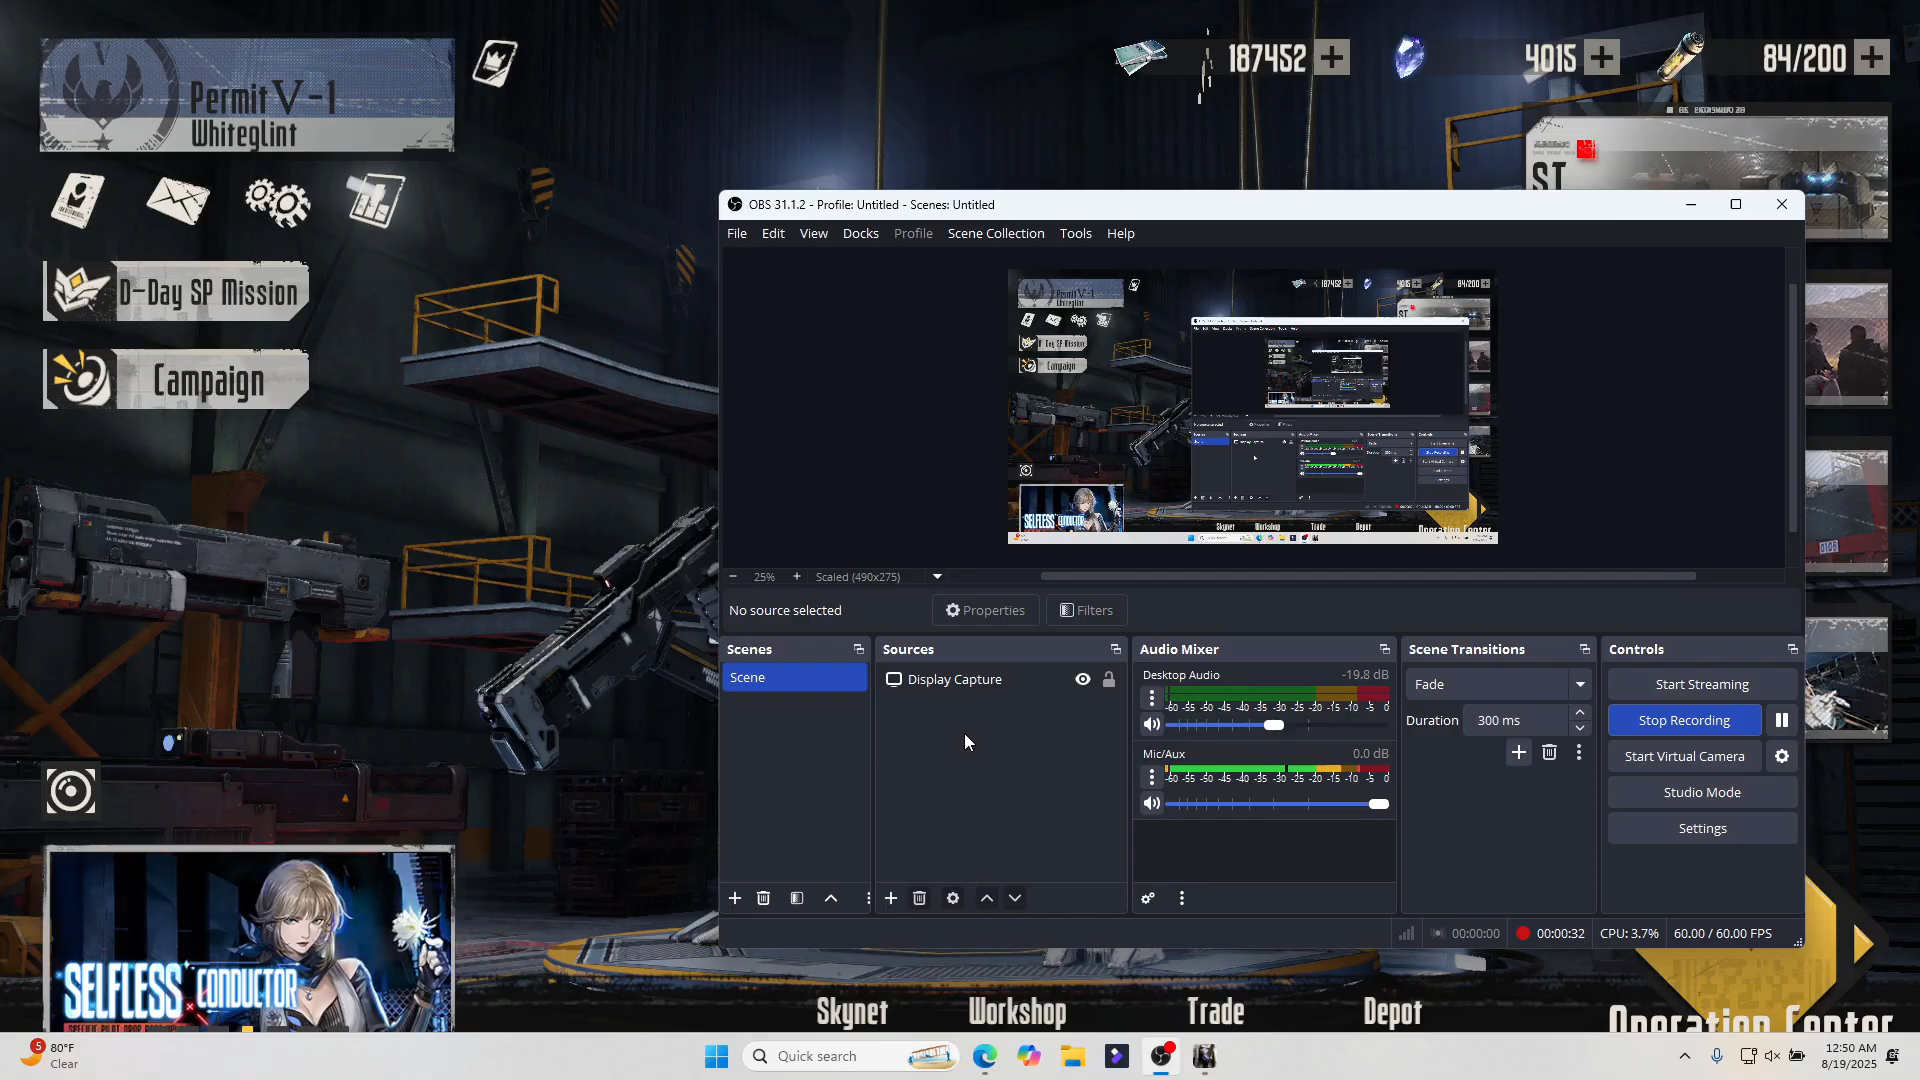 Permit V-1
Whiteglint
187452
4015
84/200
ST
D-Day SP Mission
Campaign
OBS 31.1.2 - Profile: Untitled - Scenes: Untitled
File Edit View Docks Profile Scene Collection Tools Help
25% Scaled (490x275)
No source selected
Properties
Filters
Scenes
Scene
Sources
Display Capture
Audio Mixer
Desktop Audio -19.8 dB
-60 -55 -50 -45 -40 -35 -30 -25 -20 -15 -10 -5 0
Mic/Aux 0.0 dB
-60 -55 -50 -45 -40 -35 -30 -25 -20 -15 -10 -5 0
Scene Transitions
Fade
Duration 300 ms
Controls
Start Streaming
Stop Recording
Start Virtual Camera
Studio Mode
Settings
00:00:00
00:00:32
CPU: 3.7%
60.00 / 60.00 FPS
SELFLESS CONDUCTOR
Skynet
Workshop
Trade
Depot
Operation Center
5
80°F
Clear
Quick search
12:50 AM
8/19/2025